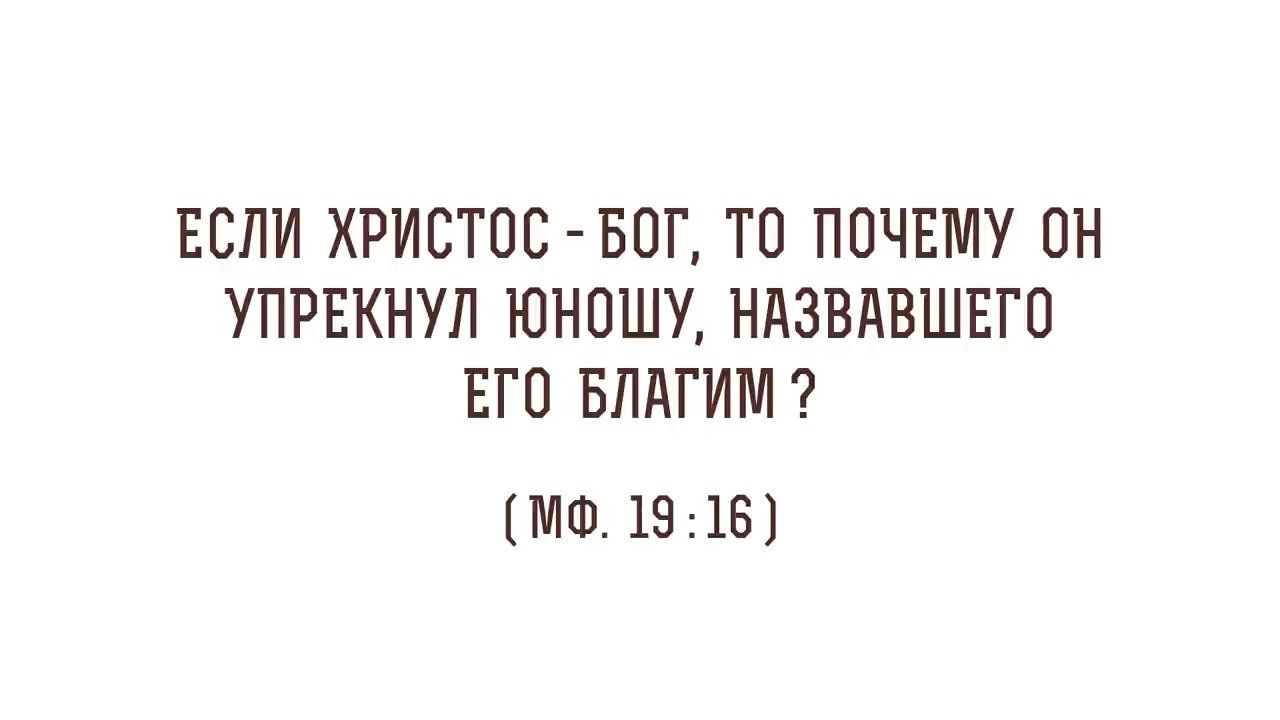 ЕСЛИ ХРИСТОС - БОГ, ТО ПОЧЕМУ ОН
УПРЕКНУЛ ЮНОШУ, НАЗВАВШЕГО
ЕГО БЛАГИМ ?
( МФ. 19 : 16 )